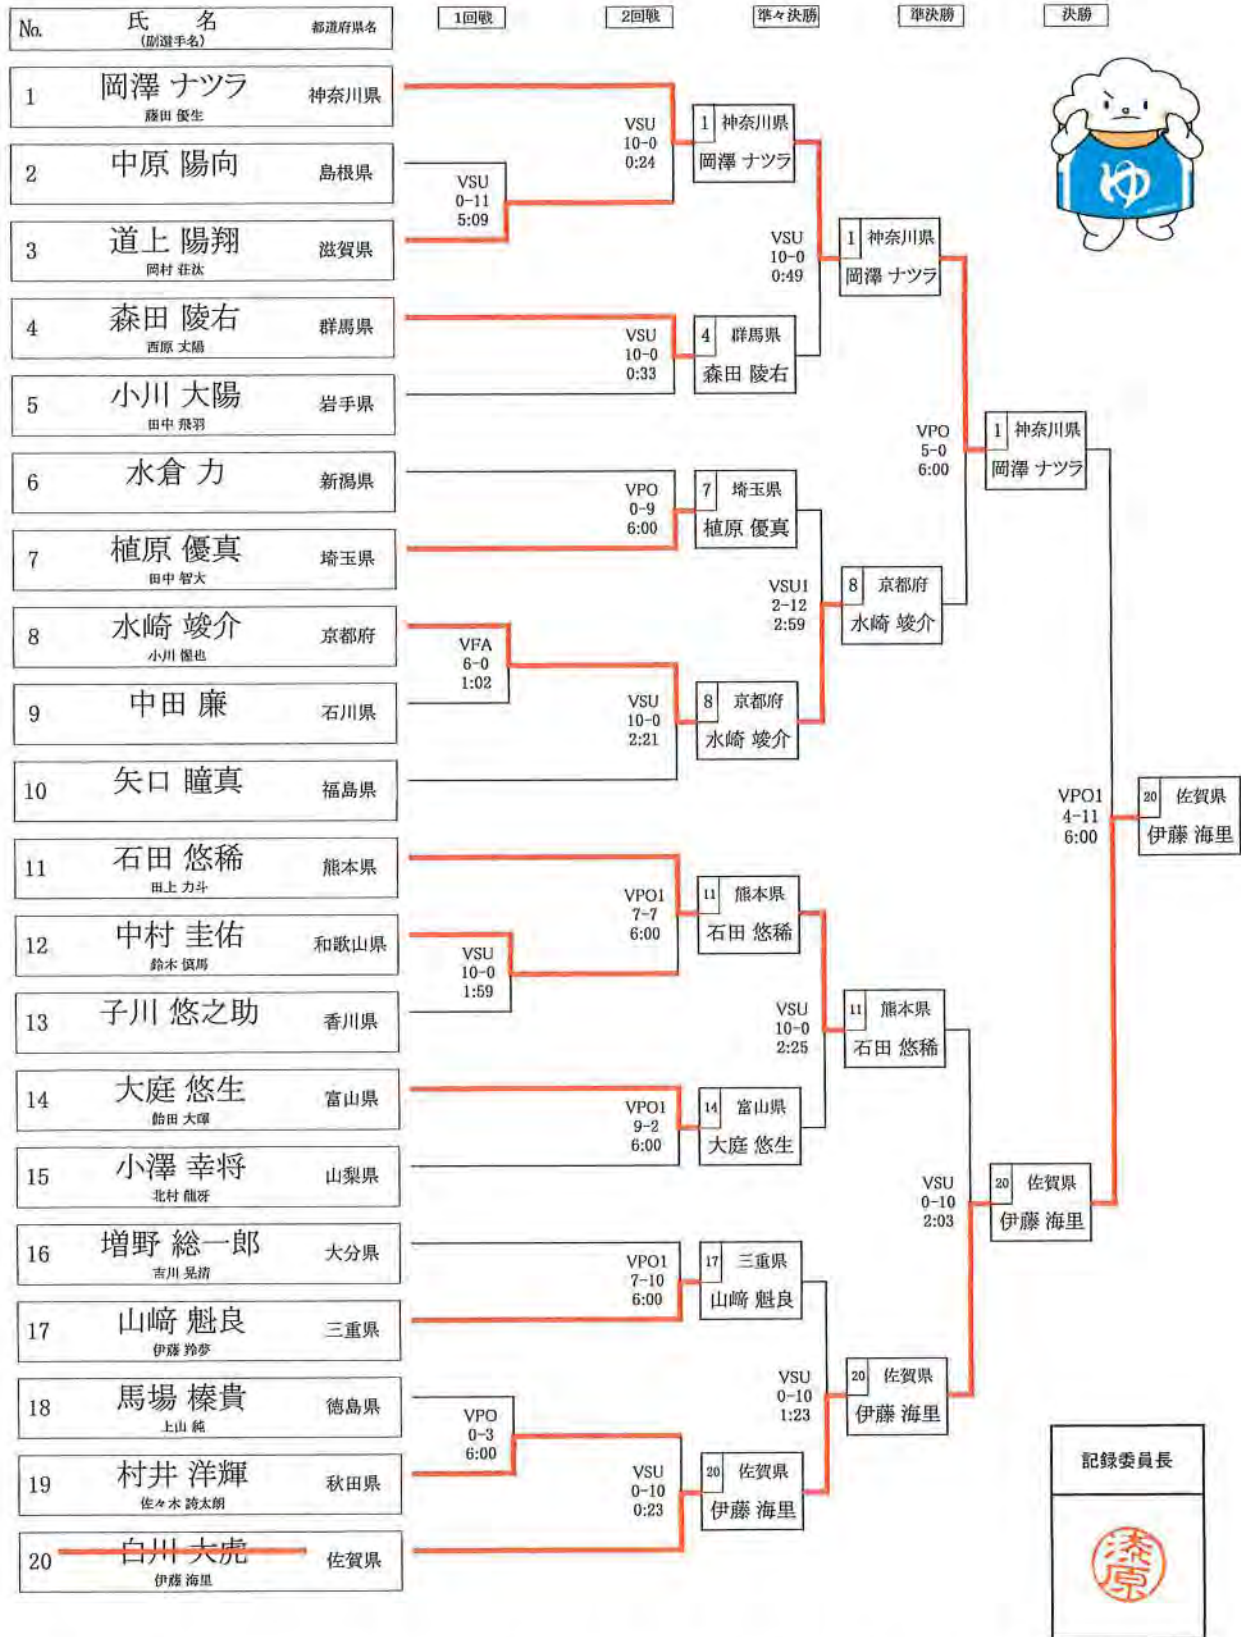 No. 氏 名 都道府県名 1回戦 2回戦 準々決勝 準決勝 決勝
(副選手名)
1 岡澤 ナツラ 神奈川県
藤田 優生
2 中原 陽向 島根県
3 道上 陽翔 滋賀県
岡村 荘汰
4 森田 陵右 群馬県
西原 丈陽
5 小川 大陽 岩手県
田中 飛羽
6 水倉 力 新潟県
7 植原 優真 埼玉県
田中 智大
8 水崎 竣介 京都府
小川 惺也
9 中田 廉 石川県
10 矢口 瞳真 福島県
11 石田 悠稀 熊本県
田上 力斗
12 中村 圭佑 和歌山県
鈴木 慎馬
13 子川 悠之助 香川県
14 大庭 悠生 富山県
飴田 大暉
15 小澤 幸将 山梨県
北村 龍冴
16 増野 総一郎 大分県
吉川 晃清
17 山﨑 魁良 三重県
伊藤 羚夢
18 馬場 榛貴 徳島県
上山 純
19 村井 洋輝 秋田県
佐々木 誇太朗
20 白川 大虎 佐賀県
伊藤 海里
VSU
0-11
5:09
VFA
6-0
1:02
VSU
10-0
1:59
VPO
0-3
6:00
VSU
10-0
0:24
VSU
10-0
0:33
VPO
0-9
6:00
VSU
10-0
2:21
VPO1
7-7
6:00
VPO1
9-2
6:00
VPO1
7-10
6:00
VSU
0-10
0:23
1 神奈川県
岡澤 ナツラ
4 群馬県
森田 陵右
7 埼玉県
植原 優真
8 京都府
水崎 竣介
11 熊本県
石田 悠稀
14 富山県
大庭 悠生
17 三重県
山﨑 魁良
20 佐賀県
伊藤 海里
VSU
10-0
0:49
VSU1
2-12
2:59
VSU
10-0
2:25
VSU
0-10
1:23
1 神奈川県
岡澤 ナツラ
8 京都府
水崎 竣介
11 熊本県
石田 悠稀
20 佐賀県
伊藤 海里
VPO
5-0
6:00
VSU
0-10
2:03
1 神奈川県
岡澤 ナツラ
20 佐賀県
伊藤 海里
VPO1
4-11
6:00
20 佐賀県
伊藤 海里
ゆ
記録委員長
漆原